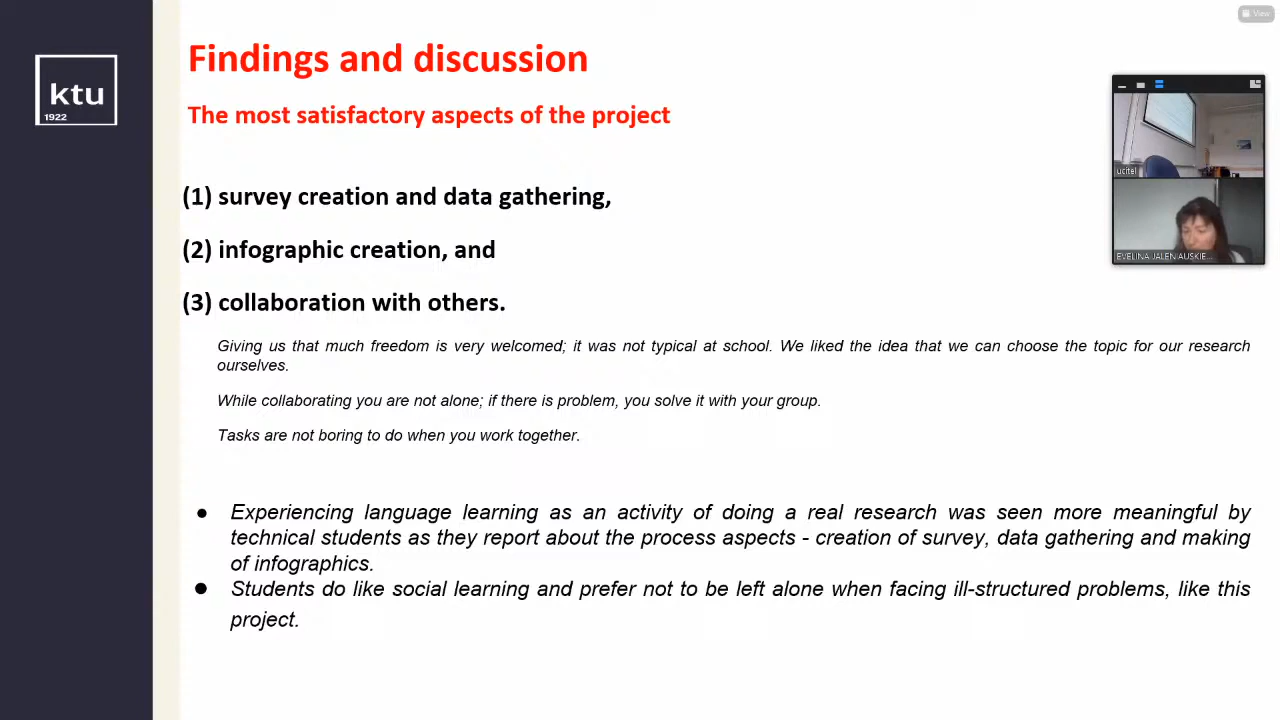 View
Findings and discussion
ktu
1922
The most satisfactory aspects of the project
ucitel
EVELINA JALEN AUSKIE...
(1) survey creation and data gathering,
(2) infographic creation, and
(3) collaboration with others.
Giving us that much freedom is very welcomed; it was not typical at school. We liked the idea that we can choose the topic for our research
ourselves.
While collaborating you are not alone; if there is problem, you solve it with your group.
Tasks are not boring to do when you work together.
● Experiencing language learning as an activity of doing a real research was seen more meaningful by
technical students as they report about the process aspects - creation of survey, data gathering and making
of infographics.
● Students do like social learning and prefer not to be left alone when facing ill-structured problems, like this
project.